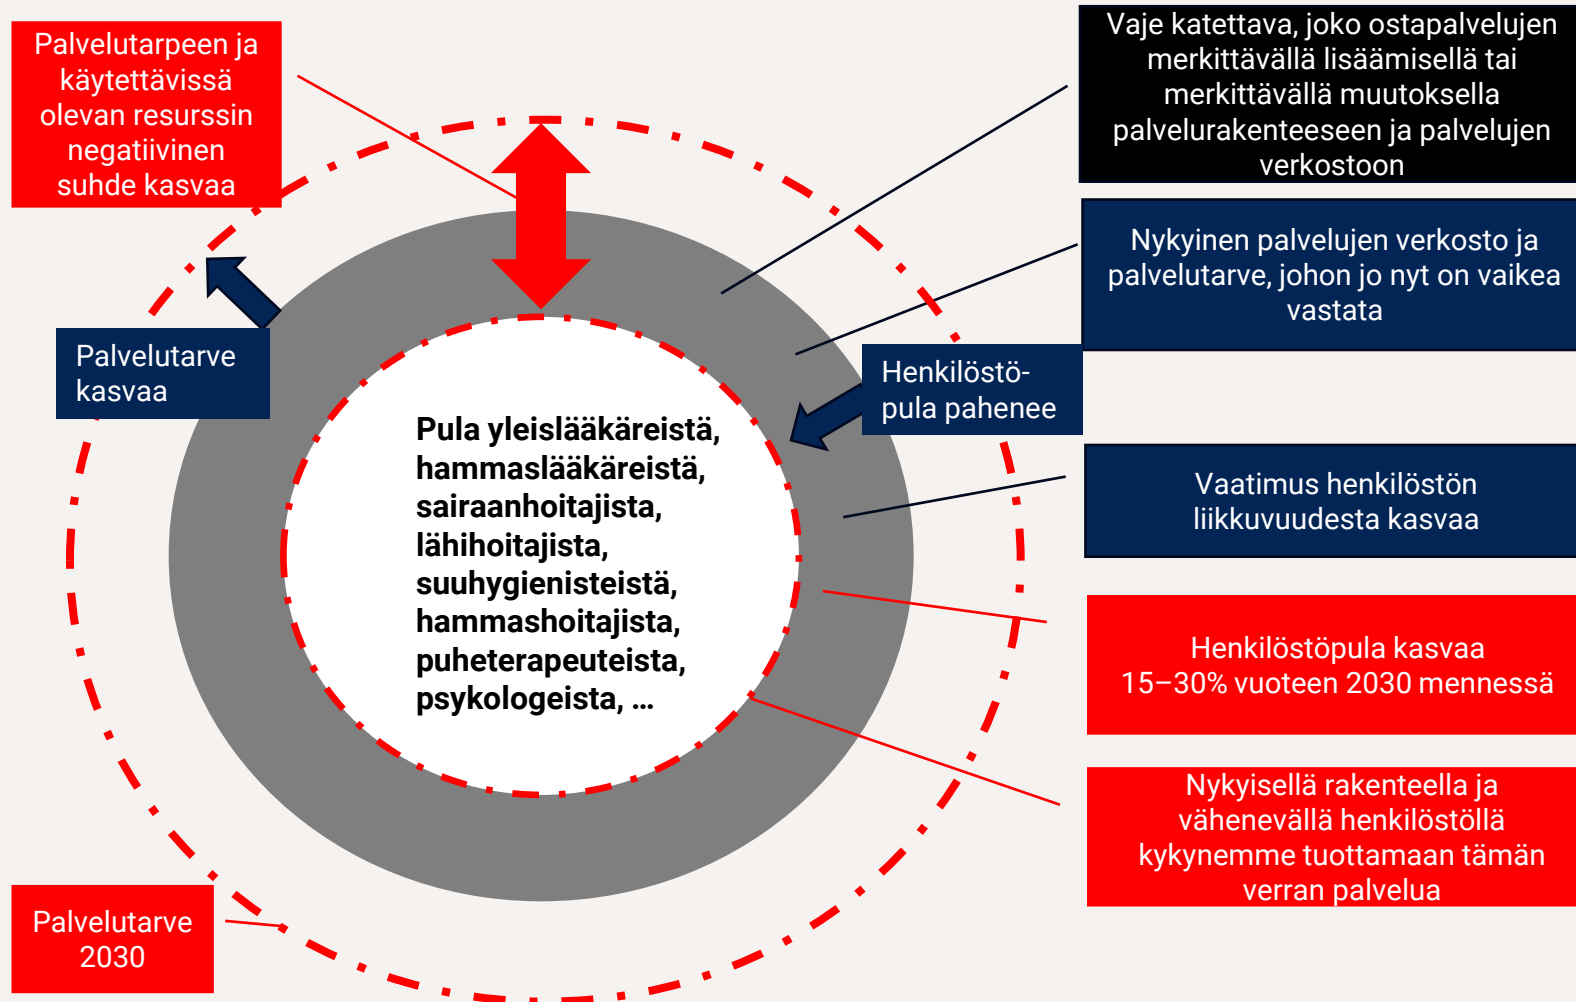 Palvelutarpeen ja
käytettävissä
olevan resurssin
negatiivinen
suhde kasvaa
Vaje katettava, joko ostapalvelujen
merkittävällä lisäämisellä tai
merkittävällä muutoksella
palvelurakenteeseen ja palvelujen
verkostoon
Nykyinen palvelujen verkosto ja
palvelutarve, johon jo nyt on vaikea
vastata
Palvelutarve
kasvaa
Henkilöstö-
pula pahenee
Pula yleislääkäreistä,
hammaslääkäreistä,
sairaanhoitajista,
lähihoitajista,
suuhygienisteistä,
hammashoitajista,
puheterapeuteista,
psykologeista, ...
Vaatimus henkilöstön
liikkuvuudesta kasvaa
Henkilöstöpula kasvaa
15–30% vuoteen 2030 mennessä
Nykyisellä rakenteella ja
vähenevällä henkilöstöllä
kykynemme tuottamaan tämän
verran palvelua
Palvelutarve
2030